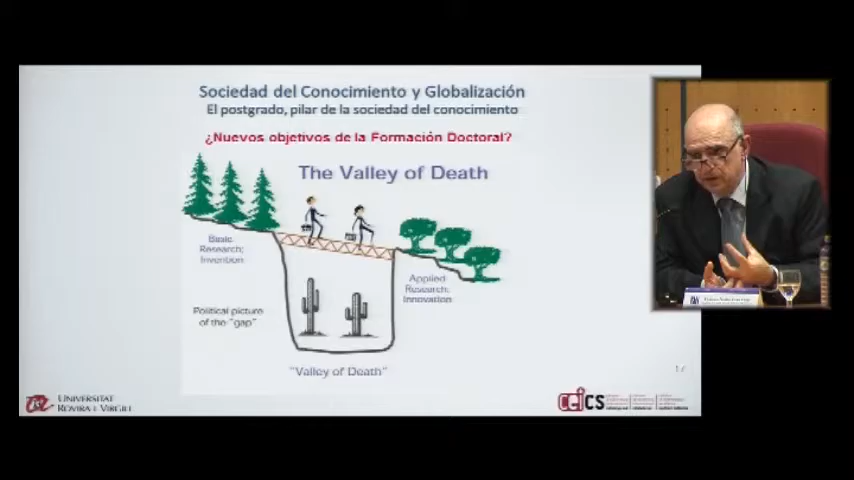 Sociedad del Conocimiento y Globalización
El postgrado, pilar de la sociedad del conocimiento
¿Nuevos objetivos de la Formación Doctoral?
The Valley of Death
Basic
Research;
Invention
Applied
Research;
Innovation
Political picture
of the "gap"
"Valley of Death"
17
UNIVERSITAT
ROVIRA I VIRGILI
ceics